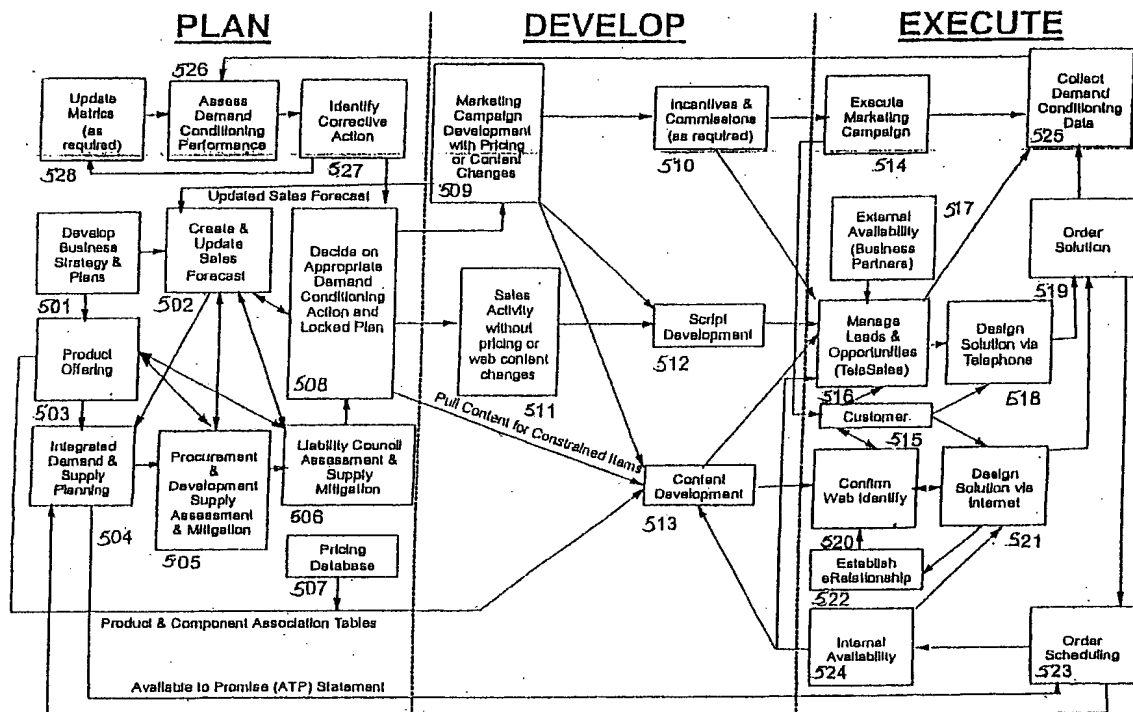 PLAN
DEVELOP
EXECUTE
526
Update
Metrics
(as
required)
528
Assess
Demand
Conditioning
Performance
Identify
Corrective
Action
527
Updated Sales Forecast
Develop
Business
Strategy &
Plans
501
Create &
Update
Sales
Forecast
502
Decide on
Appropriate
Demand
Conditioning
Action and
Locked Plan
508
Product
Offering
503
Integrated
Demand &
Supply
Planning
504
Procurement
&
Development
Supply
Assessment
& Mitigation
505
Liability Council
Assessment &
Supply
Mitigation
506
Pricing
Database
507
Product & Component Association Tables
Available to Promise (ATP) Statement
Marketing
Campaign
Development
with Pricing
or Content
Changes
509
Incentives &
Commissions
(as required)
510
Sales
Activity
without
pricing or
web content
changes
511
Script
Development
512
Pull Content for Constrained Items
Content
Development
513
Execute
Marketing
Campaign
514
Collect
Demand
Conditioning
Data
525
External
Availability
(Business
Partners)
517
Order
Solution
519
Manage
Leads &
Opportunities
(TeleSales)
516
Design
Solution via
Telephone
518
Customer
515
Confirm
Web Identify
520
Design
Solution via
Internet
521
Establish
eRelationship
522
Internal
Availability
524
Order
Scheduling
523